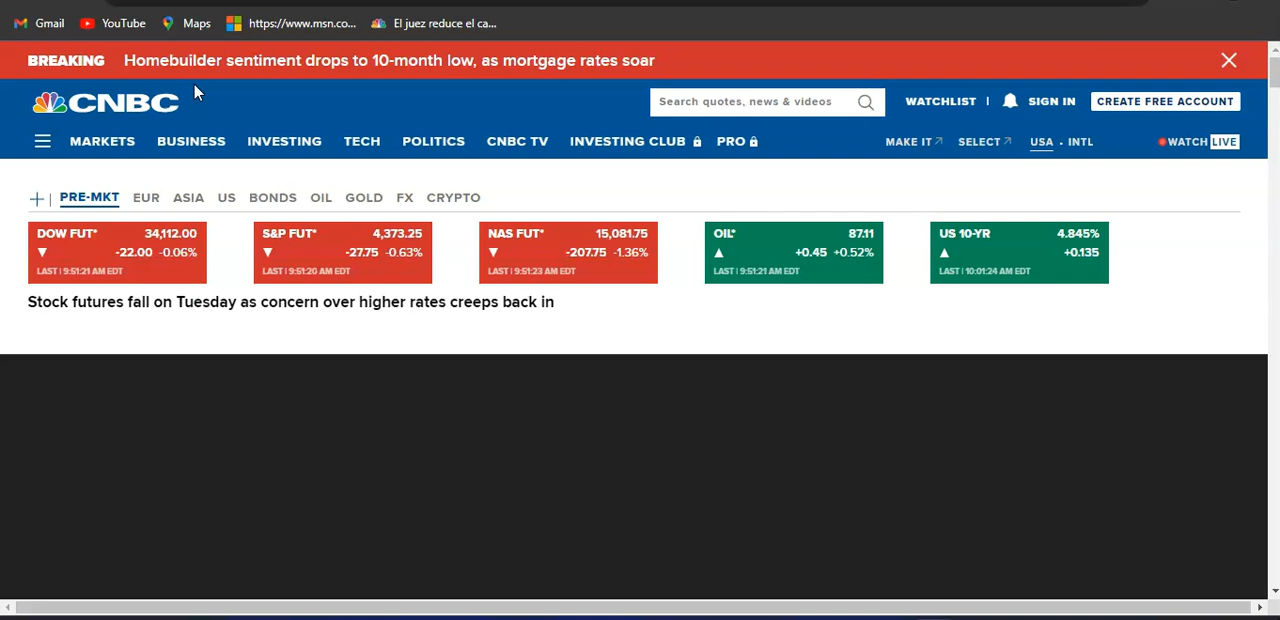 Gmail YouTube Maps https://www.msn.co... El juez reduce el ca...
BREAKING Homebuilder sentiment drops to 10-month low, as mortgage rates soar
CNBC Search quotes, news & videos WATCHLIST | SIGN IN CREATE FREE ACCOUNT
MARKETS BUSINESS INVESTING TECH POLITICS CNBC TV INVESTING CLUB PRO MAKE IT SELECT USA • INTL WATCH LIVE
+ | PRE-MKT EUR ASIA US BONDS OIL GOLD FX CRYPTO
DOW FUT* 34,112.00
▼ -22.00 -0.06%
LAST | 9:51:21 AM EDT
S&P FUT* 4,373.25
▼ -27.75 -0.63%
LAST | 9:51:20 AM EDT
NAS FUT* 15,081.75
▼ -207.75 -1.36%
LAST | 9:51:23 AM EDT
OIL* 87.11
▲ +0.45 +0.52%
LAST | 9:51:21 AM EDT
US 10-YR 4.845%
▲ +0.135
LAST | 10:01:24 AM EDT
Stock futures fall on Tuesday as concern over higher rates creeps back in